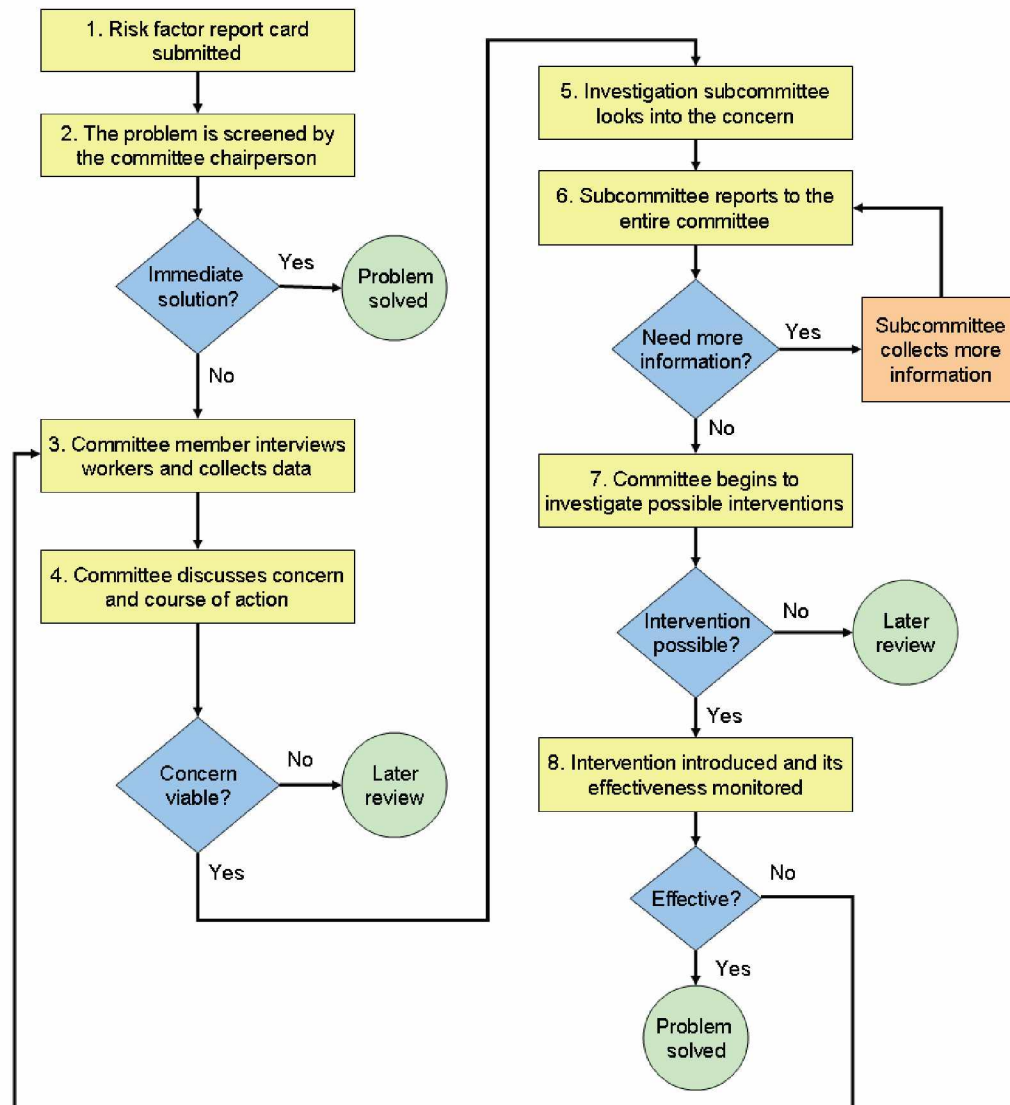 1. Risk factor report card
submitted
2. The problem is screened by
the committee chairperson
Immediate
solution?
Yes
Problem
solved
No
3. Committee member interviews
workers and collects data
4. Committee discusses concern
and course of action
Concern
viable?
No
Later
review
Yes
5. Investigation subcommittee
looks into the concern
6. Subcommittee reports to the
entire committee
Need more
information?
Yes
Subcommittee
collects more
information
No
7. Committee begins to
investigate possible interventions
Intervention
possible?
No
Later
review
Yes
8. Intervention introduced and its
effectiveness monitored
Effective?
No
Yes
Problem
solved